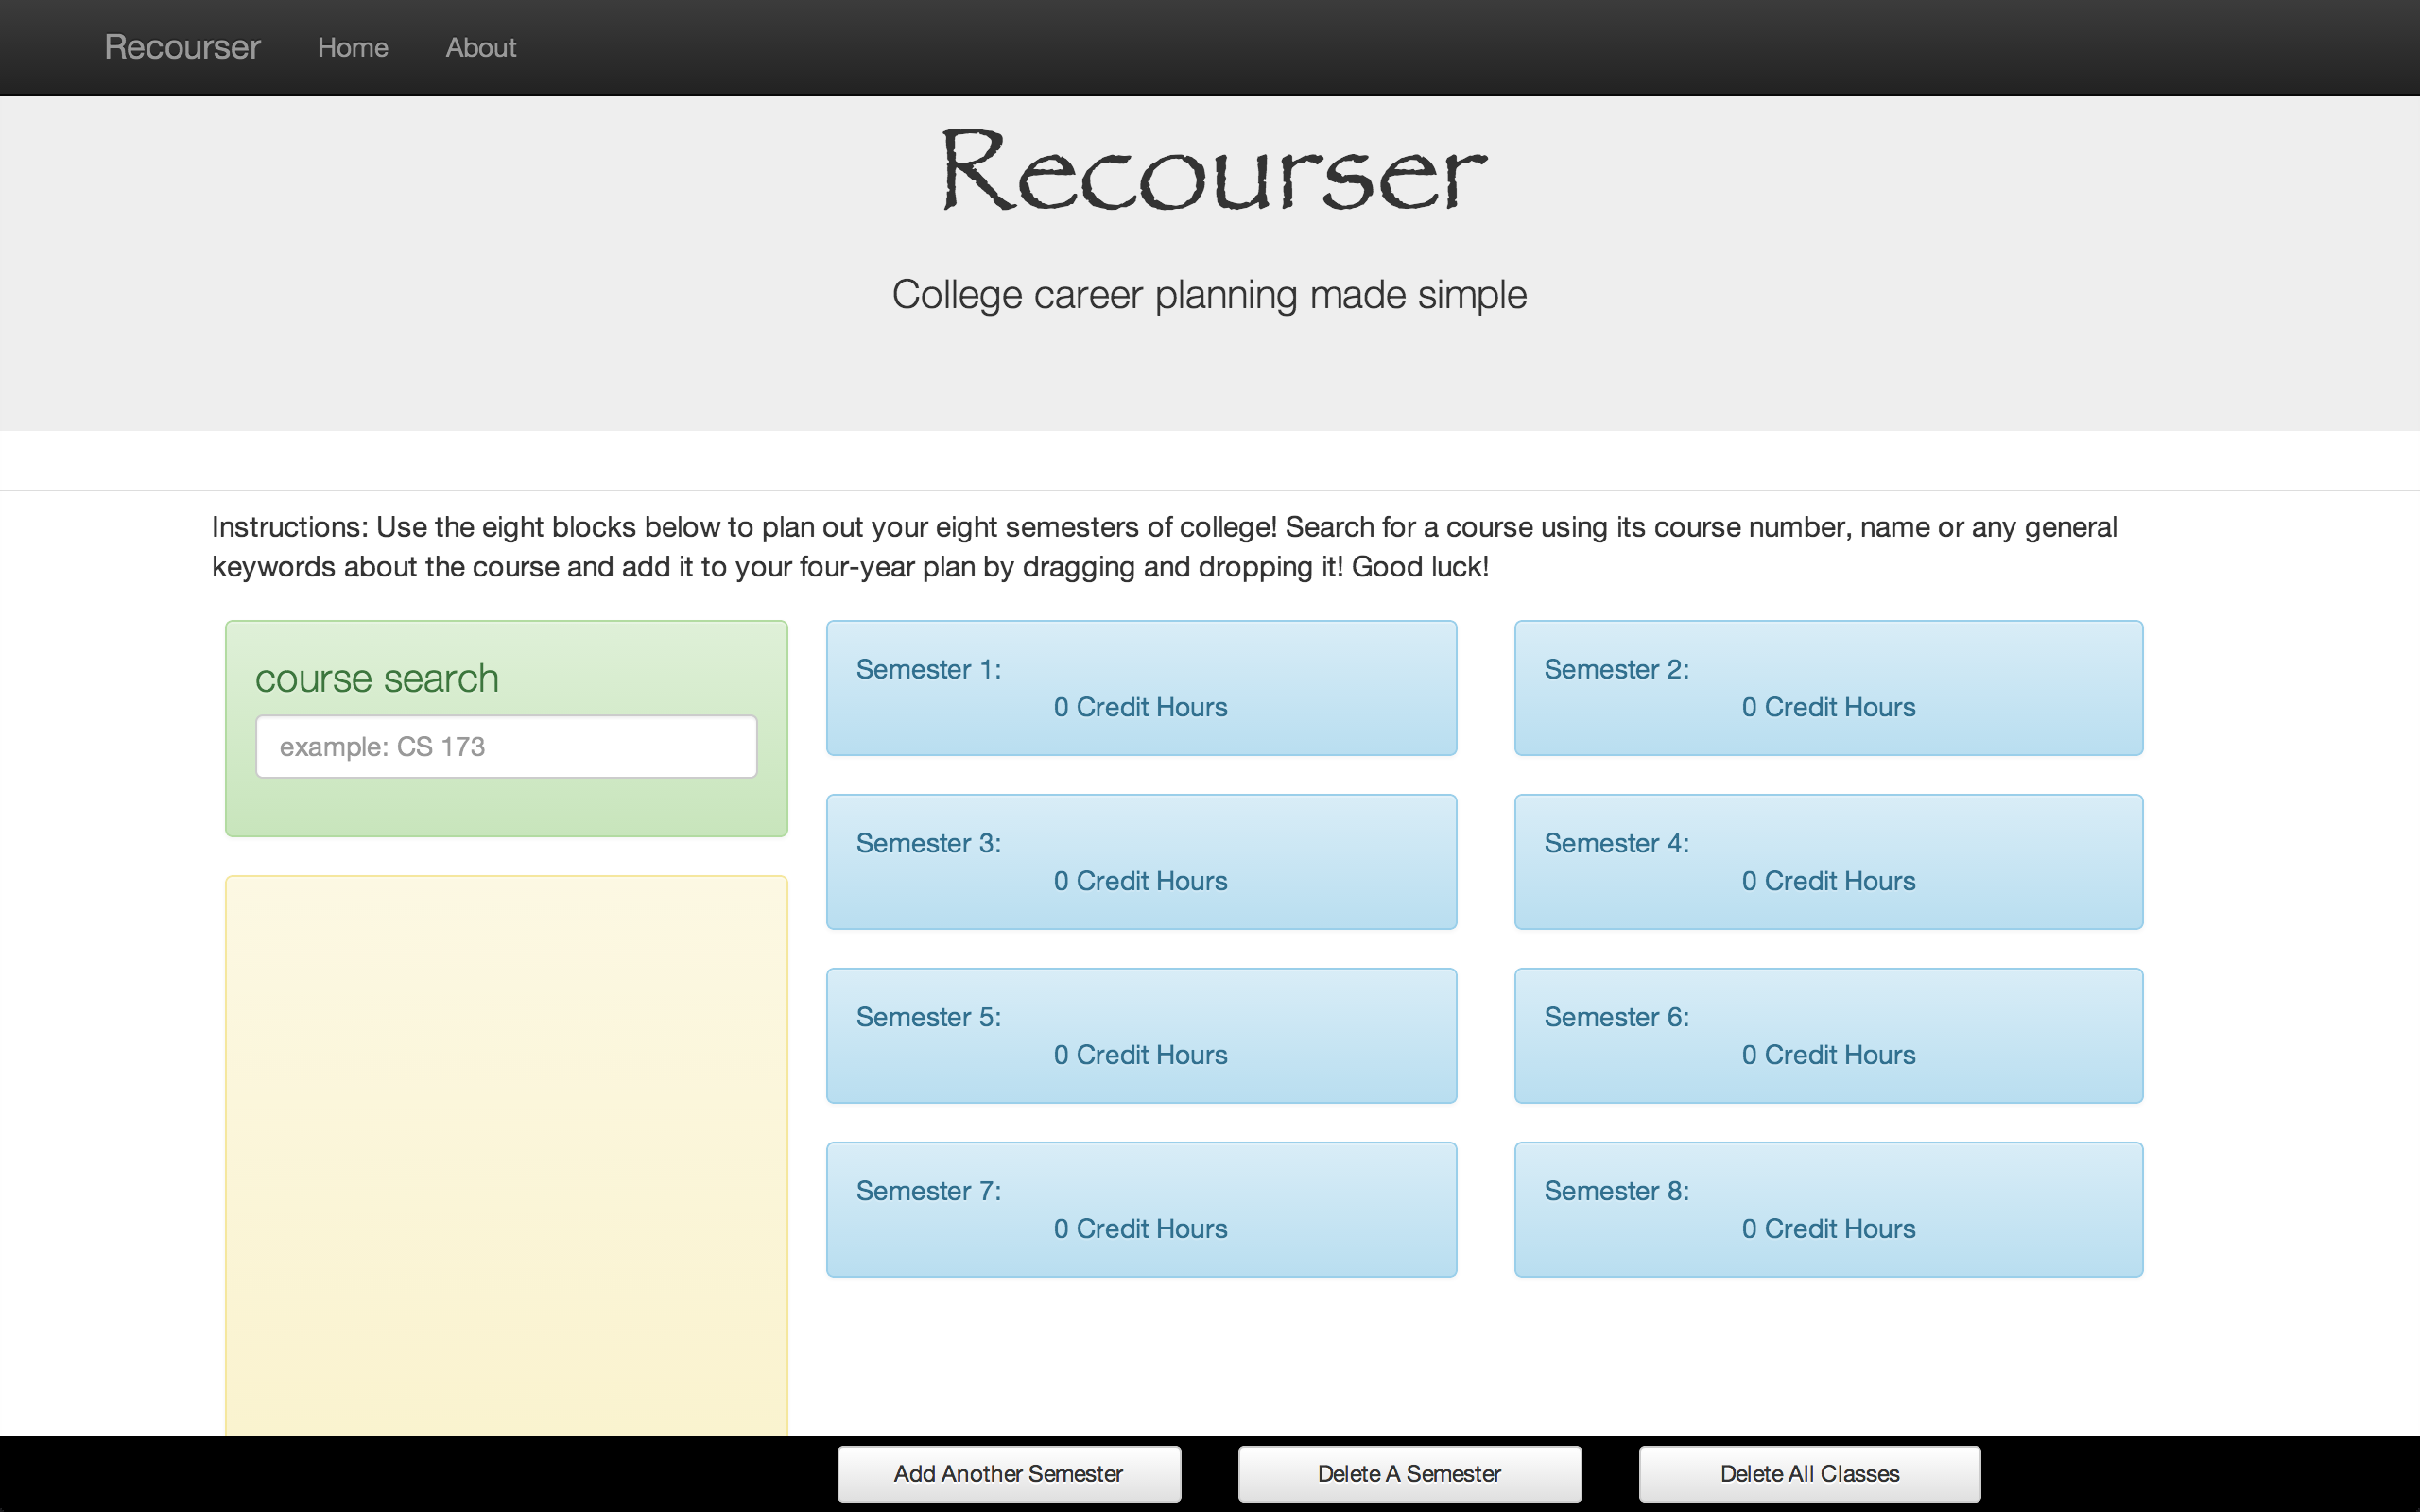 Recourser Home About
Recourser
College career planning made simple
Instructions: Use the eight blocks below to plan out your eight semesters of college! Search for a course using its course number, name or any general
keywords about the course and add it to your four-year plan by dragging and dropping it! Good luck!
course search
example: CS 173
Semester 1:
0 Credit Hours
Semester 2:
0 Credit Hours
Semester 3:
0 Credit Hours
Semester 4:
0 Credit Hours
Semester 5:
0 Credit Hours
Semester 6:
0 Credit Hours
Semester 7:
0 Credit Hours
Semester 8:
0 Credit Hours
Add Another Semester Delete A Semester Delete All Classes